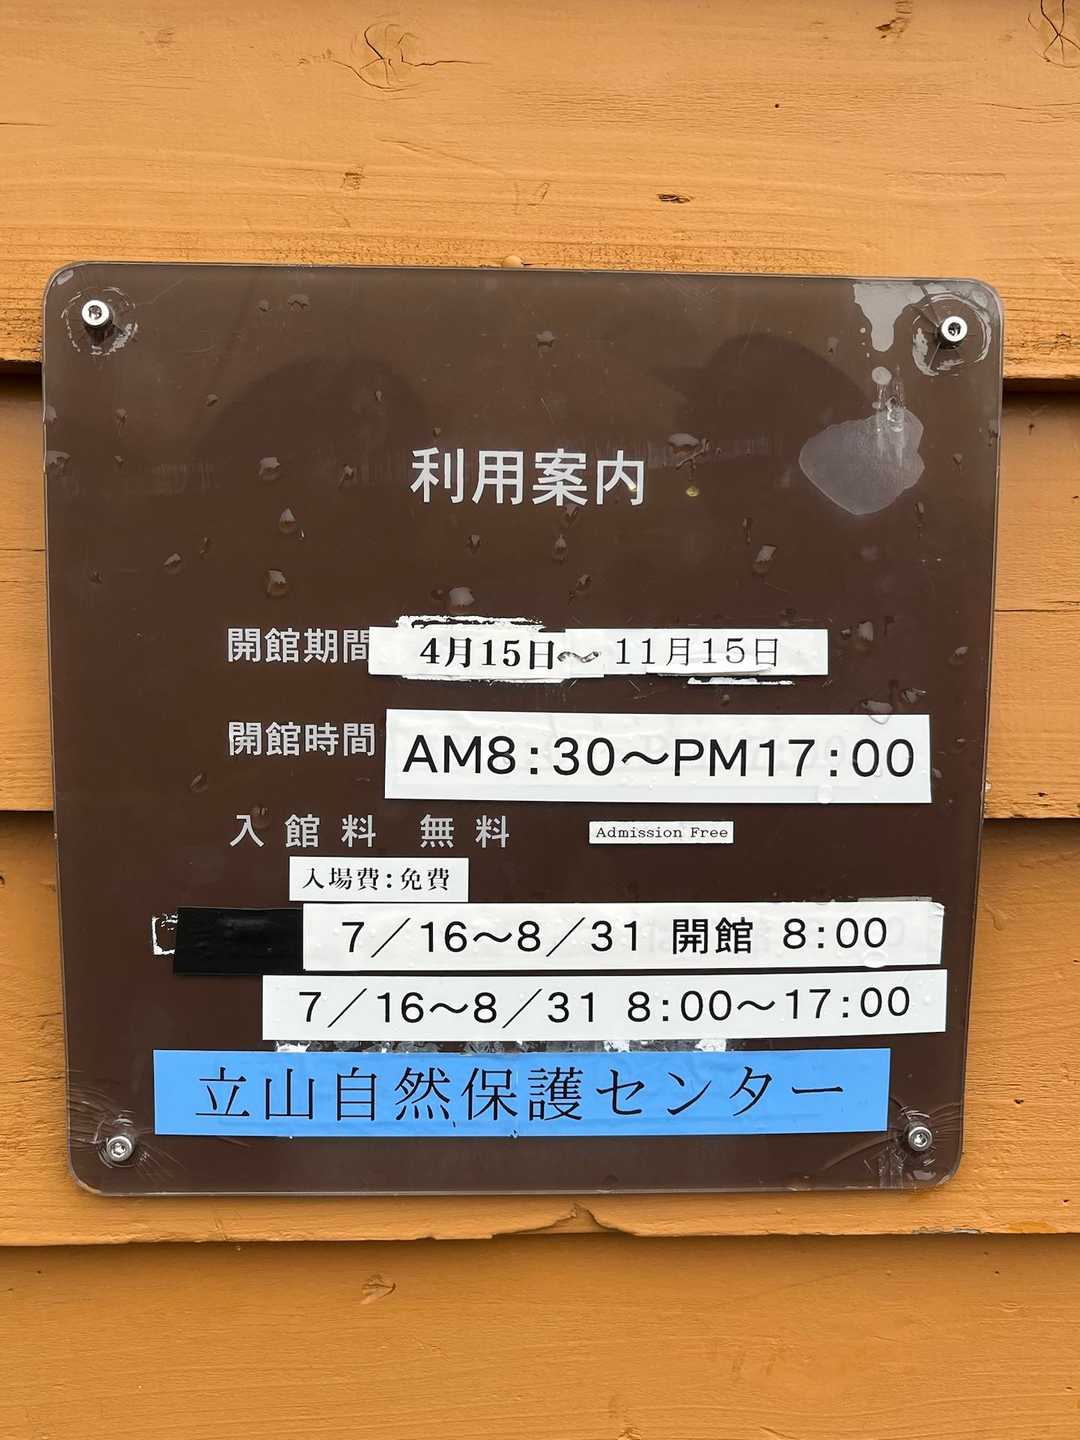 利用案内
開館期間 4月15日～11月15日
開館時間 AM8:30～PM17:00
入館料 無料 Admission Free
入場費:免費
7／16～8／31 開館 8:00
7／16～8／31 8:00～17:00
立山自然保護センター